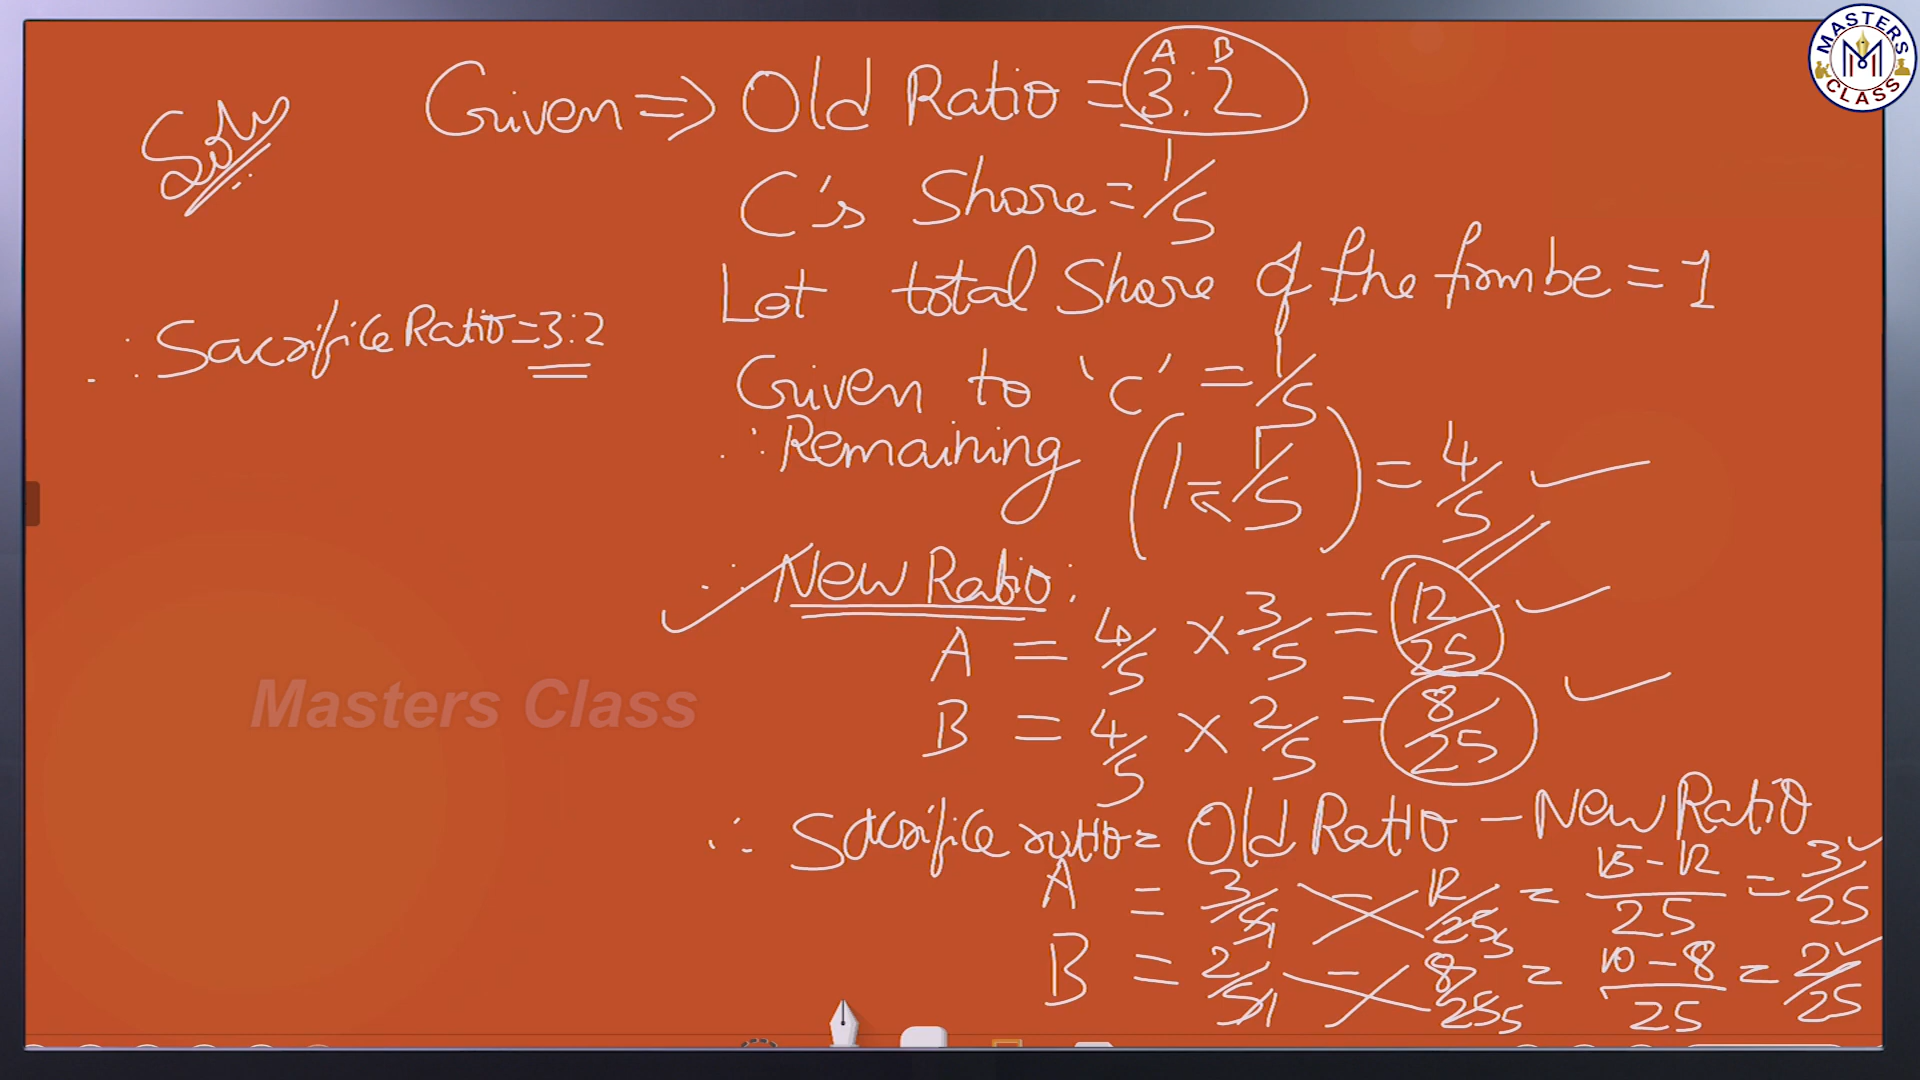 MASTERS CLASS
Soln
Given => Old Ratio = 3:2
A B
C's Share = 1/5
Let total Share of the firm be = 1
Given to 'C' = 1/5
∴ Remaining (1 - 1/5) = 4/5
∴ New Ratio:
A = 4/5 × 3/5 = 12/25
B = 4/5 × 2/5 = 8/25
∴ Sacrifice ratio = Old Ratio - New Ratio
A = 3/5 - 12/25 = 15-12/25 = 3/25
B = 2/5 - 8/25 = 10-8/25 = 2/25
∴ Sacrifice Ratio = 3:2
Masters Class